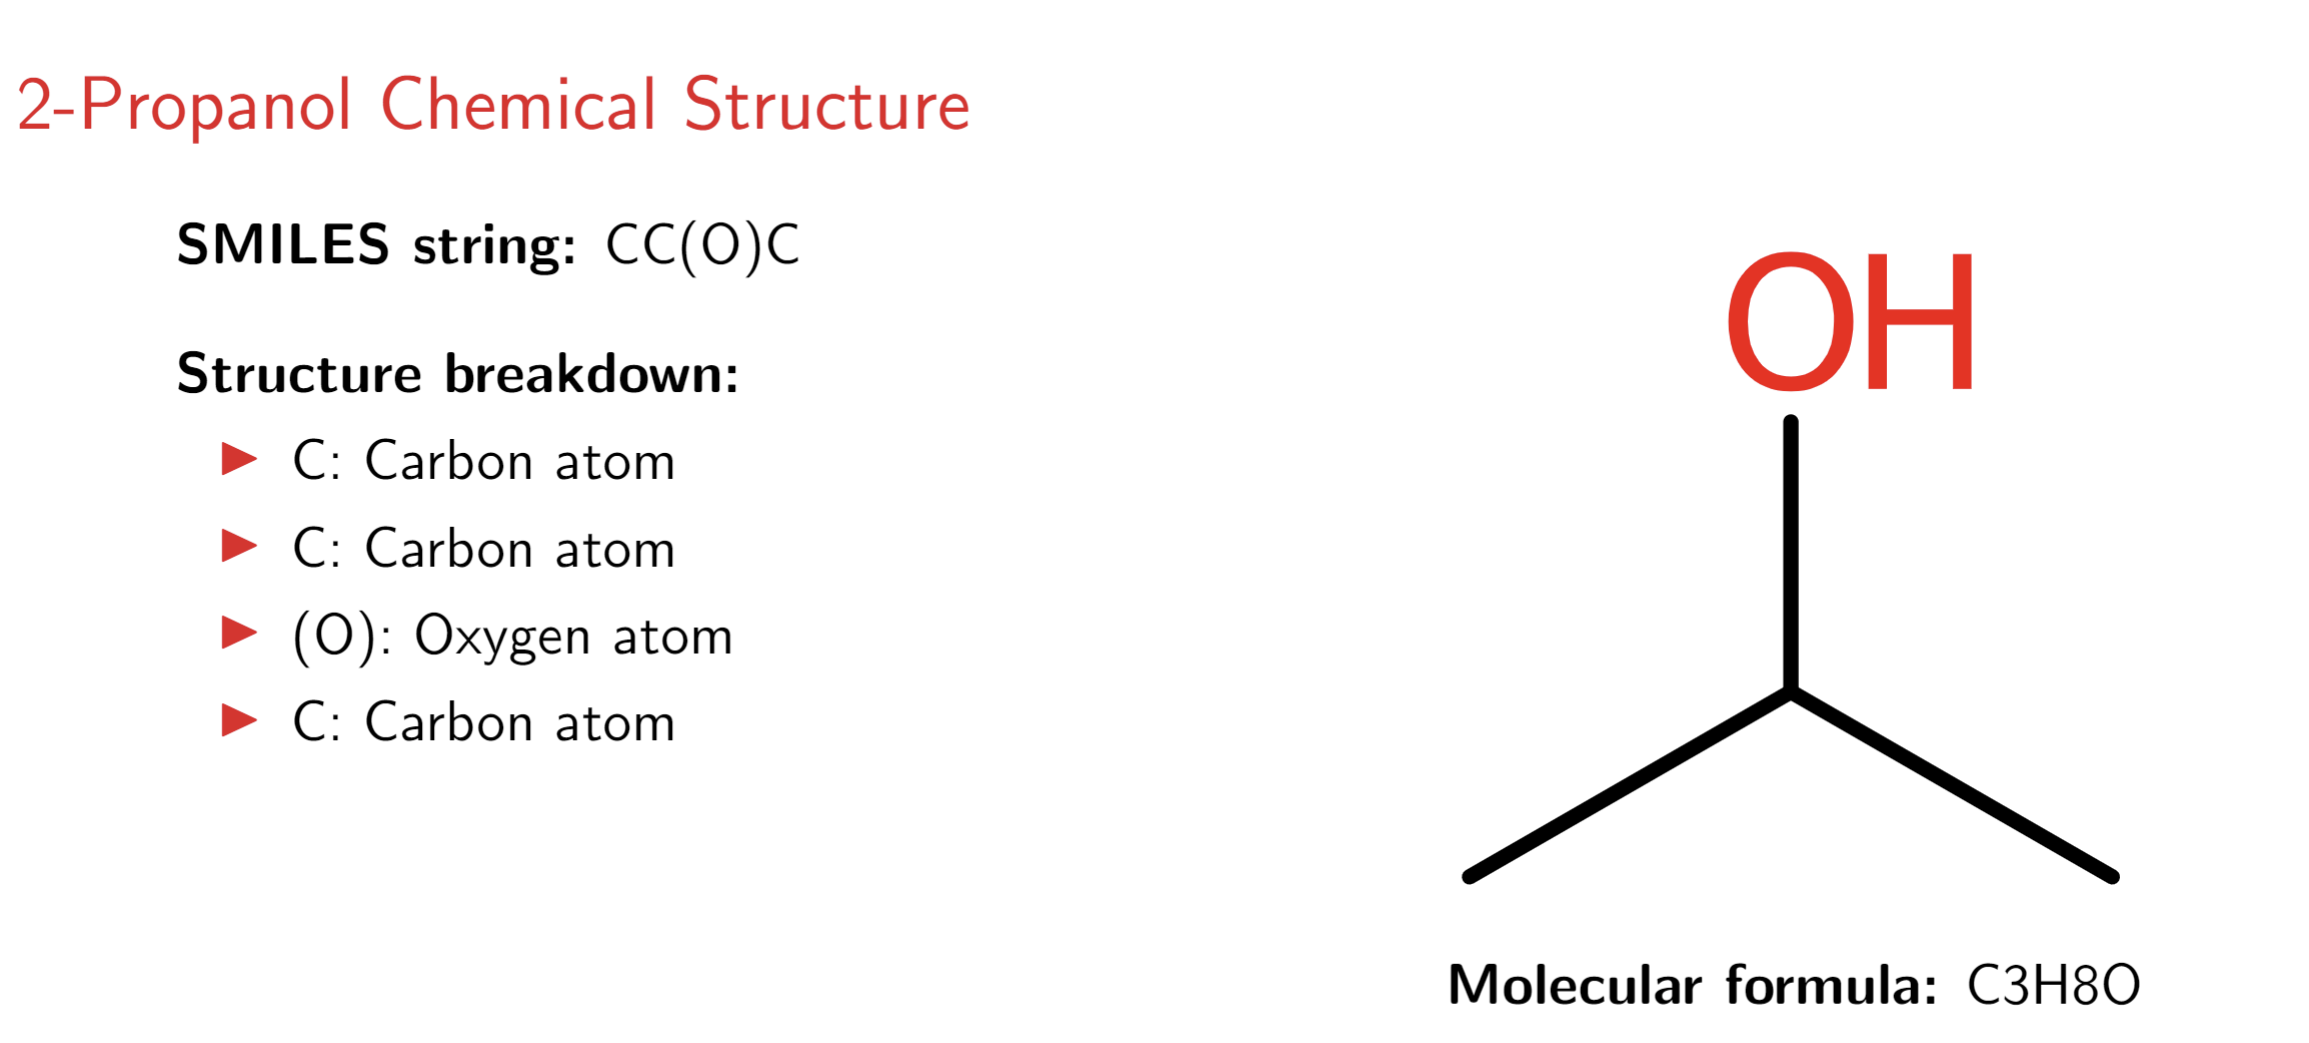 2-Propanol Chemical Structure
SMILES string: CC(O)C
Structure breakdown:
C: Carbon atom
C: Carbon atom
(O): Oxygen atom
C: Carbon atom
OH
Molecular formula: C3H8O